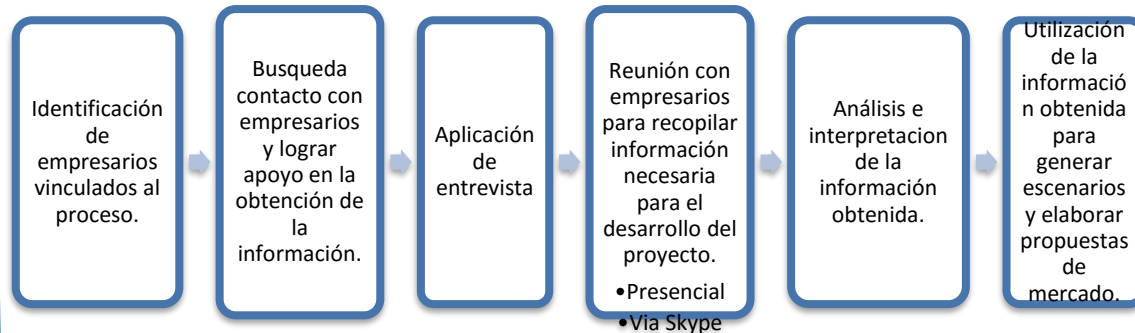 Identificación
de
empresarios
vinculados al
proceso.
Busqueda
contacto con
empresarios
y lograr
apoyo en la
obtención de
la
información.
Aplicación
de
entrevista
Reunión con
empresarios
para recopilar
información
necesaria
para el
desarrollo del
proyecto.
•Presencial
•Via Skype
Análisis e
interpretacion
de la
información
obtenida.
Utilización
de la
informació
n obtenida
para
generar
escenarios
y elaborar
propuestas
de
mercado.